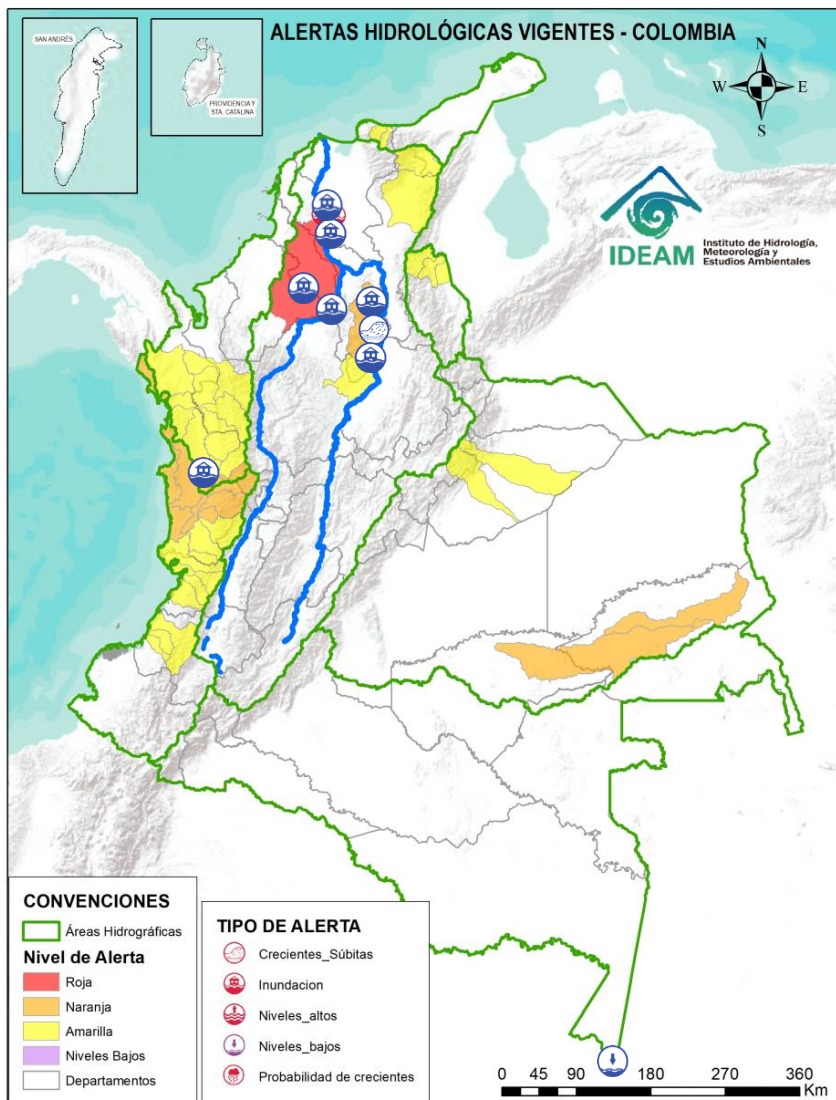 ALERTAS HIDROLÓGICAS VIGENTES - COLOMBIA
SAN ANDRÉS
PROVIDENCIA Y
STA. CATALINA
N
W
E
S
IDEAM
Instituto de Hidrología,
Meteorología y
Estudios Ambientales
CONVENCIONES
Áreas Hidrográficas
Nivel de Alerta
Roja
Naranja
Amarilla
Niveles Bajos
Departamentos
TIPO DE ALERTA
Crecientes_Súbitas
Inundacion
Niveles_altos
Niveles_bajos
Probabilidad de crecientes
0 45 90 180 270 360
Km